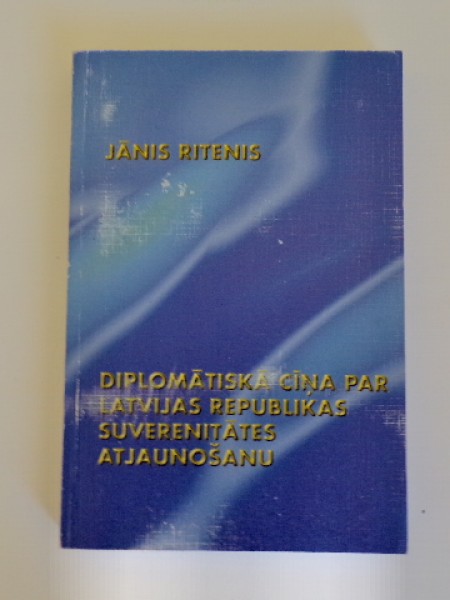 JĀNIS RITENIS
DIPLOMĀTISKĀ CĪŅA PAR
LATVIJAS REPUBLIKAS
SUVERENITĀTES
ATJAUNOŠANU